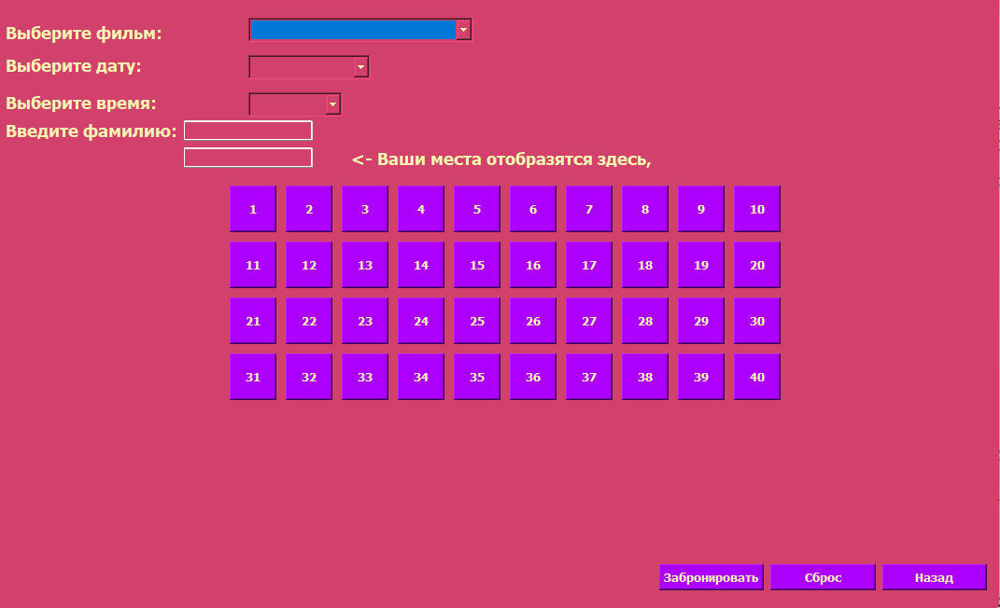 Выберите фильм:
Выберите дату:
Выберите время:
Введите фамилию:
<- Ваши места отобразятся здесь,
1 2 3 4 5 6 7 8 9 10
11 12 13 14 15 16 17 18 19 20
21 22 23 24 25 26 27 28 29 30
31 32 33 34 35 36 37 38 39 40
Забронировать Сброс Назад